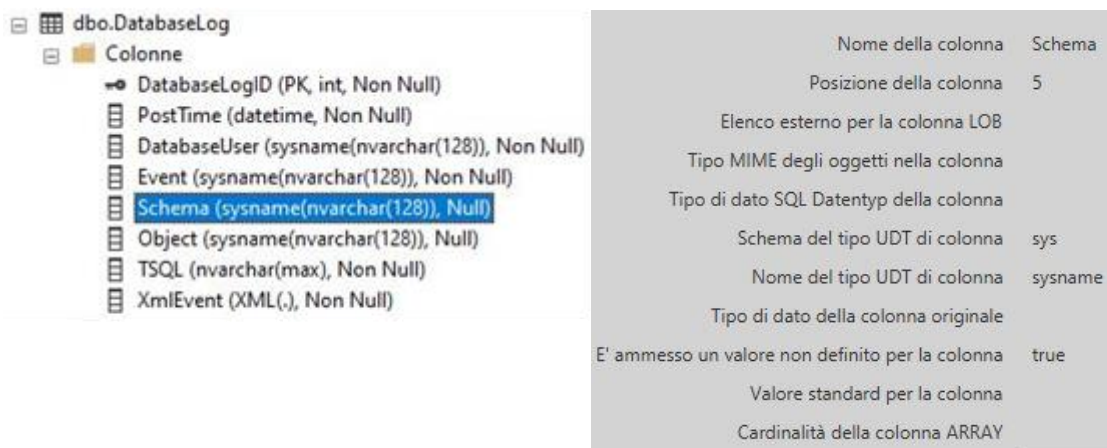 dbo.DatabaseLog
Colonne
DatabaseLogID (PK, int, Non Null)
PostTime (datetime, Non Null)
DatabaseUser (sysname(nvarchar(128)), Non Null)
Event (sysname(nvarchar(128)), Non Null)
Schema (sysname(nvarchar(128)), Null)
Object (sysname(nvarchar(128)), Null)
TSQL (nvarchar(max), Non Null)
XmlEvent (XML(.), Non Null)
Nome della colonna Schema
Posizione della colonna 5
Elenco esterno per la colonna LOB
Tipo MIME degli oggetti nella colonna
Tipo di dato SQL Datentyp della colonna
Schema del tipo UDT di colonna sys
Nome del tipo UDT di colonna sysname
Tipo di dato della colonna originale
E' ammesso un valore non definito per la colonna true
Valore standard per la colonna
Cardinalità della colonna ARRAY